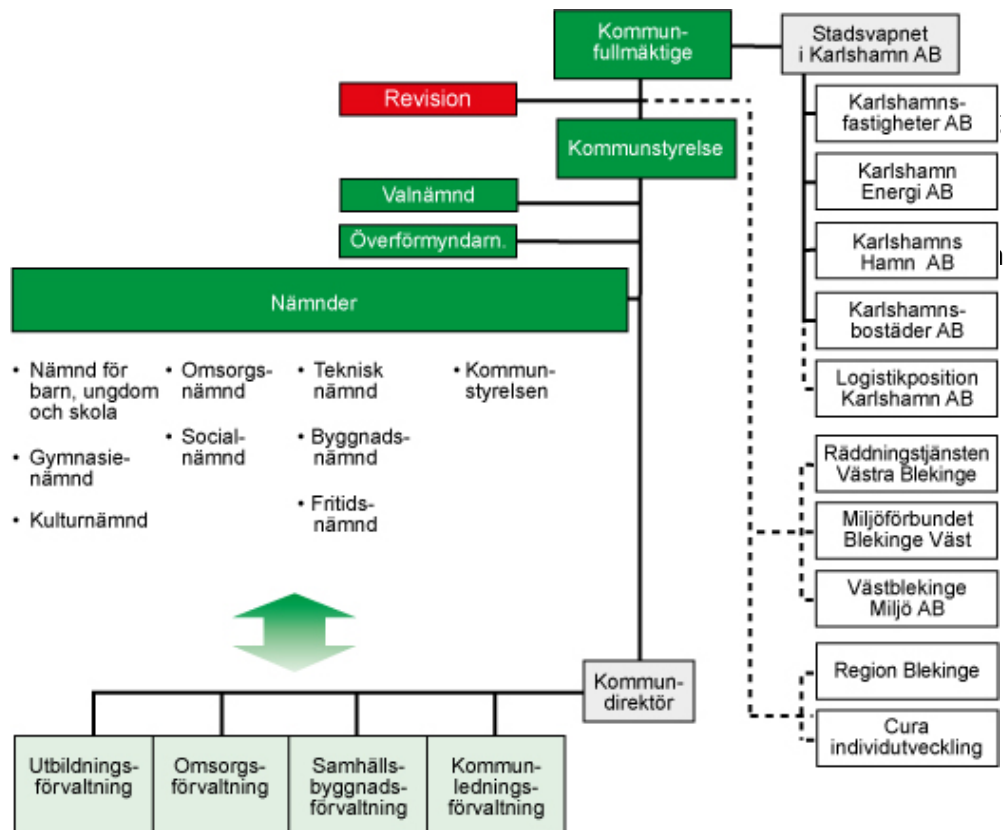 Kommun-
fullmäktige
Stadsvapnet
i Karlshamn AB
Revision
Kommunstyrelse
Valnämnd
Överförmyndarn.
Nämnder
• Nämnd för
barn, ungdom
och skola
• Gymnasie-
nämnd
• Kulturnämnd
• Omsorgs-
nämnd
• Social-
nämnd
• Teknisk
nämnd
• Byggnads-
nämnd
• Fritids-
nämnd
• Kommun-
styrelsen
Karlshamns-
fastigheter AB
Karlshamn
Energi AB
Karlshamns
Hamn AB
Karlshamns-
bostäder AB
Logistikposition
Karlshamn AB
Räddningstjänsten
Västra Blekinge
Miljöförbundet
Blekinge Väst
Västblekinge
Miljö AB
Region Blekinge
Cura
individutveckling
Kommun-
direktör
Utbildnings-
förvaltning
Omsorgs-
förvaltning
Samhälls-
byggnads-
förvaltning
Kommun-
lednings-
förvaltning